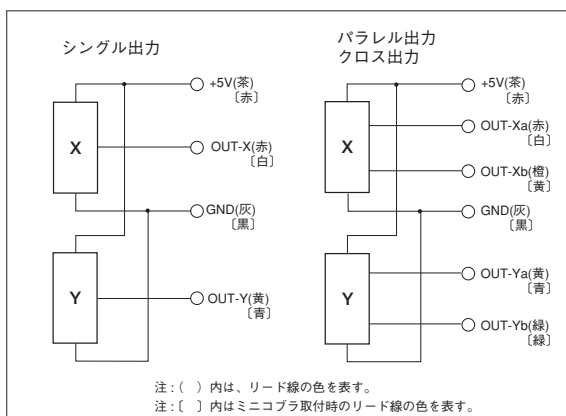 シングル出力
+5V(茶)
〔赤〕
X
OUT-X(赤)
〔白〕
GND(灰)
〔黒〕
Y
OUT-Y(黄)
〔青〕
パラレル出力
クロス出力
+5V(茶)
〔赤〕
OUT-Xa(赤)
〔白〕
X
OUT-Xb(橙)
〔黄〕
GND(灰)
〔黒〕
OUT-Ya(黄)
〔青〕
Y
OUT-Yb(緑)
〔緑〕
注：(　) 内は、リード線の色を表す。
注：〔　〕内はミニコブラ取付時のリード線の色を表す。